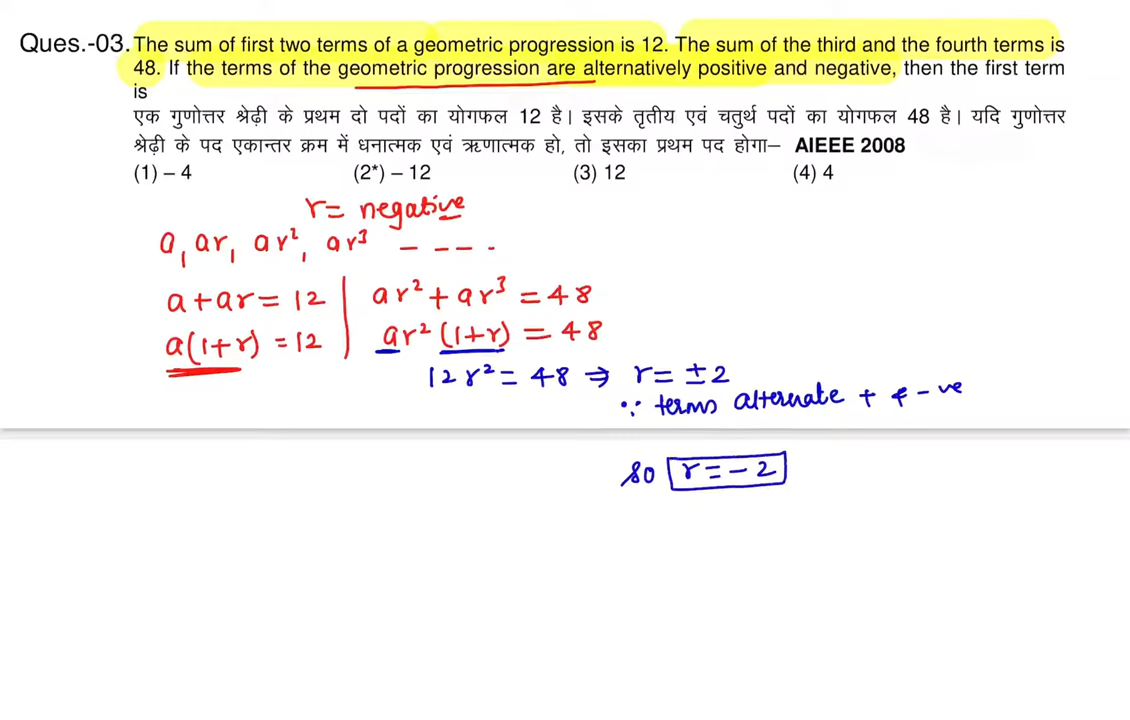 Ques.-03. The sum of first two terms of a geometric progression is 12. The sum of the third and the fourth terms is
48. If the terms of the geometric progression are alternatively positive and negative, then the first term
is
एक गुणोत्तर श्रेढ़ी के प्रथम दो पदों का योगफल 12 है। इसके तृतीय एवं चतुर्थ पदों का योगफल 48 है। यदि गुणोत्तर
श्रेढ़ी के पद एकान्तर क्रम में धनात्मक एवं ऋणात्मक हो, तो इसका प्रथम पद होगा– AIEEE 2008
(1) – 4 (2*) – 12 (3) 12 (4) 4
r = negative
a, ar, ar², ar³ – – – -
a + ar = 12 | ar² + ar³ = 48
a(1+r) = 12 | ar² (1+r) = 48
12r² = 48 ⇒ r = ±2
∵ terms alternate + & -ve
so r = -2